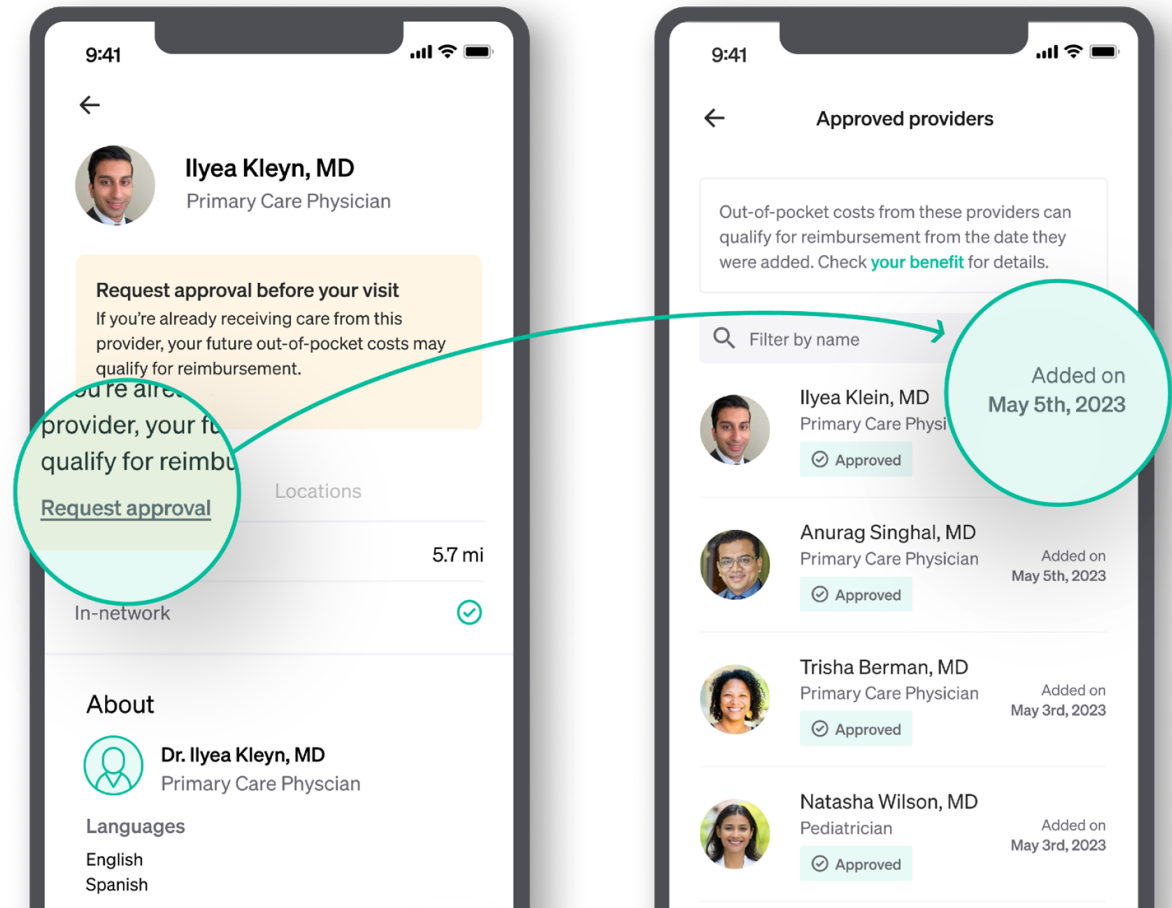 9:41
Ilyea Kleyn, MD
Primary Care Physician
Request approval before your visit
If you're already receiving care from this
provider, your future out-of-pocket costs may
qualify for reimbursement.
ou're alrea
provider, your fu
qualify for reimbu
Request approval
Locations
5.7 mi
In-network
About
Dr. Ilyea Kleyn, MD
Primary Care Physcian
Languages
English
Spanish
9:41
Approved providers
Out-of-pocket costs from these providers can
qualify for reimbursement from the date they
were added. Check your benefit for details.
Filter by name
Ilyea Klein, MD
Primary Care Physi
Approved
Added on
May 5th, 2023
Anurag Singhal, MD
Primary Care Physician
Approved
Added on
May 5th, 2023
Trisha Berman, MD
Primary Care Physician
Approved
Added on
May 3rd, 2023
Natasha Wilson, MD
Pediatrician
Approved
Added on
May 3rd, 2023